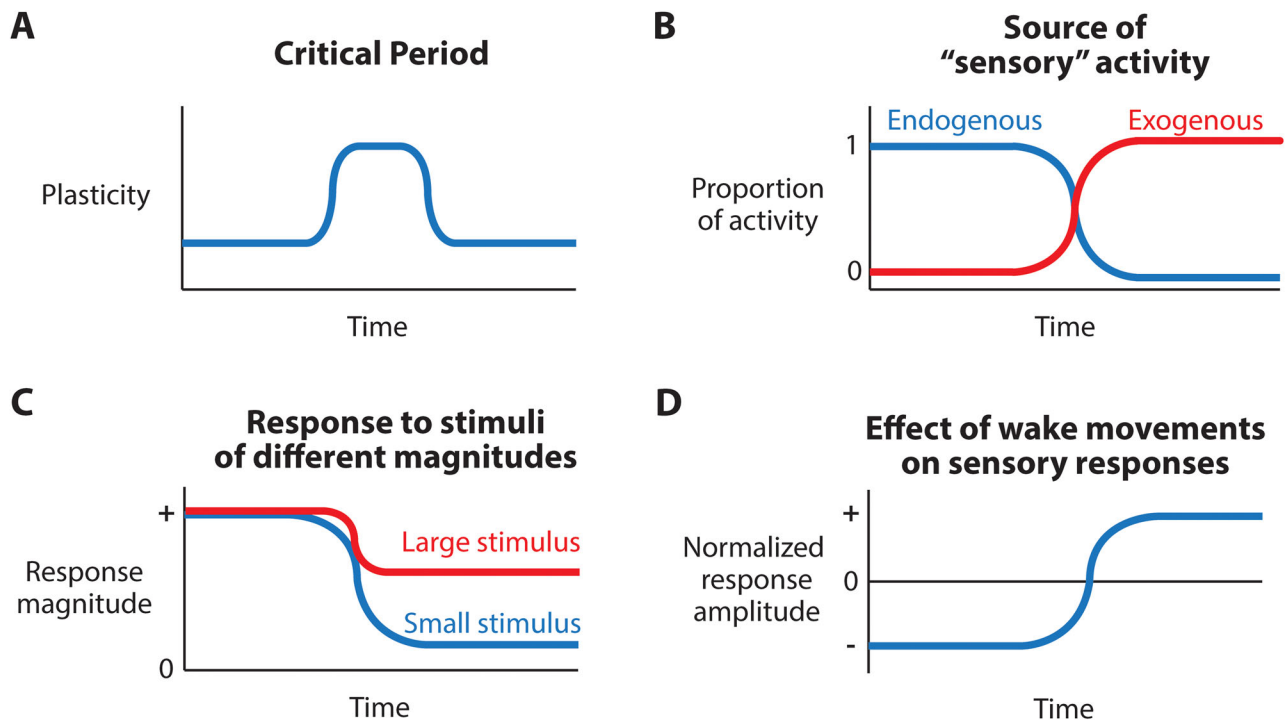 A
Critical Period
Plasticity
Time
B
Source of
“sensory” activity
Endogenous
Exogenous
1
Proportion
of activity
0
Time
C
Response to stimuli
of different magnitudes
+
Large stimulus
Response
magnitude
Small stimulus
0
Time
D
Effect of wake movements
on sensory responses
+
Normalized
response
amplitude
0
-
Time